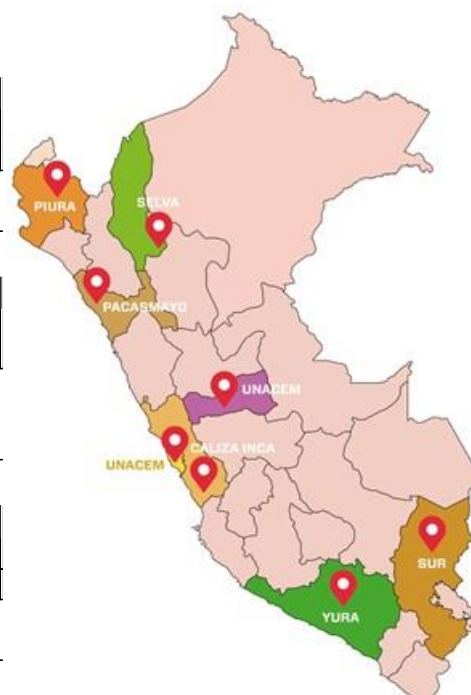 PIURA
SELVA
PACASMAYO
UNACEM
CALIZA INCA
UNACEM
SUR
YURA